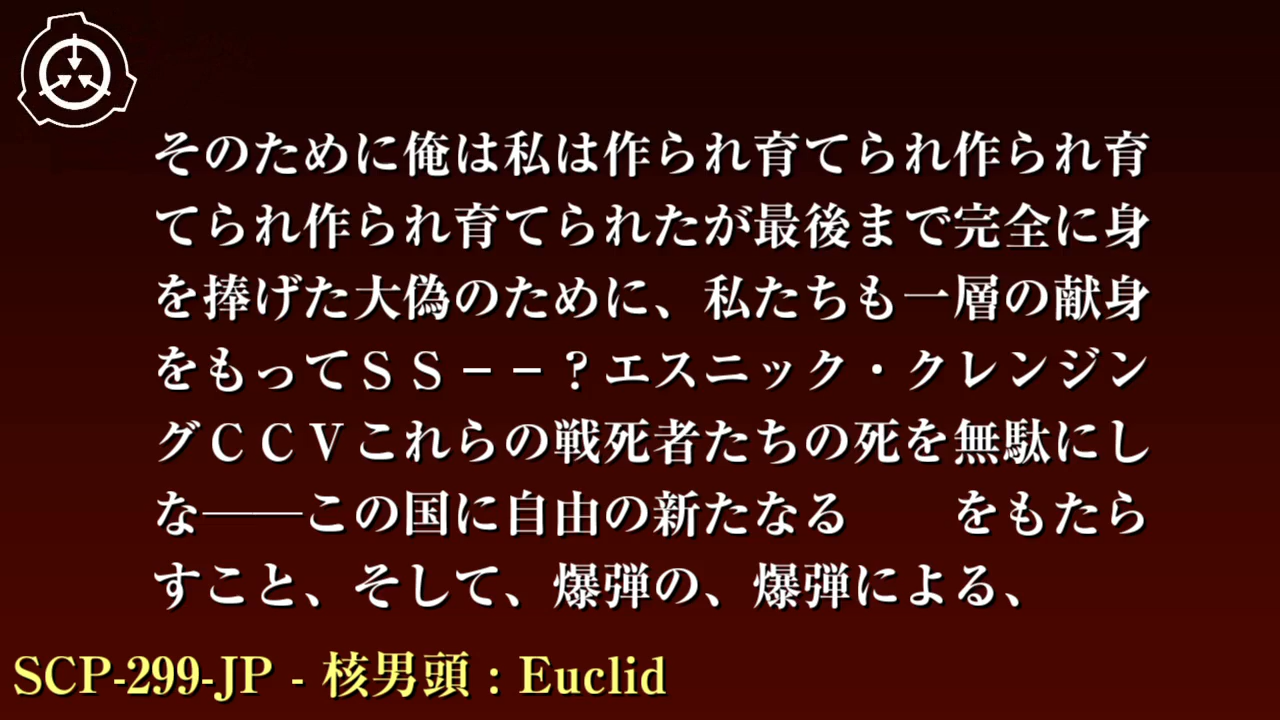 そのために俺は私は作られ育てられ作られ育
てられ作られ育てられたが最後まで完全に身
を捧げた大偽のために、私たちも一層の献身
をもってＳＳ－－？エスニック・クレンジン
グＣＣＶこれらの戦死者たちの死を無駄にし
な──この国に自由の新たなる　　をもたら
すこと、そして、爆弾の、爆弾による、
SCP-299-JP - 核男頭 : Euclid